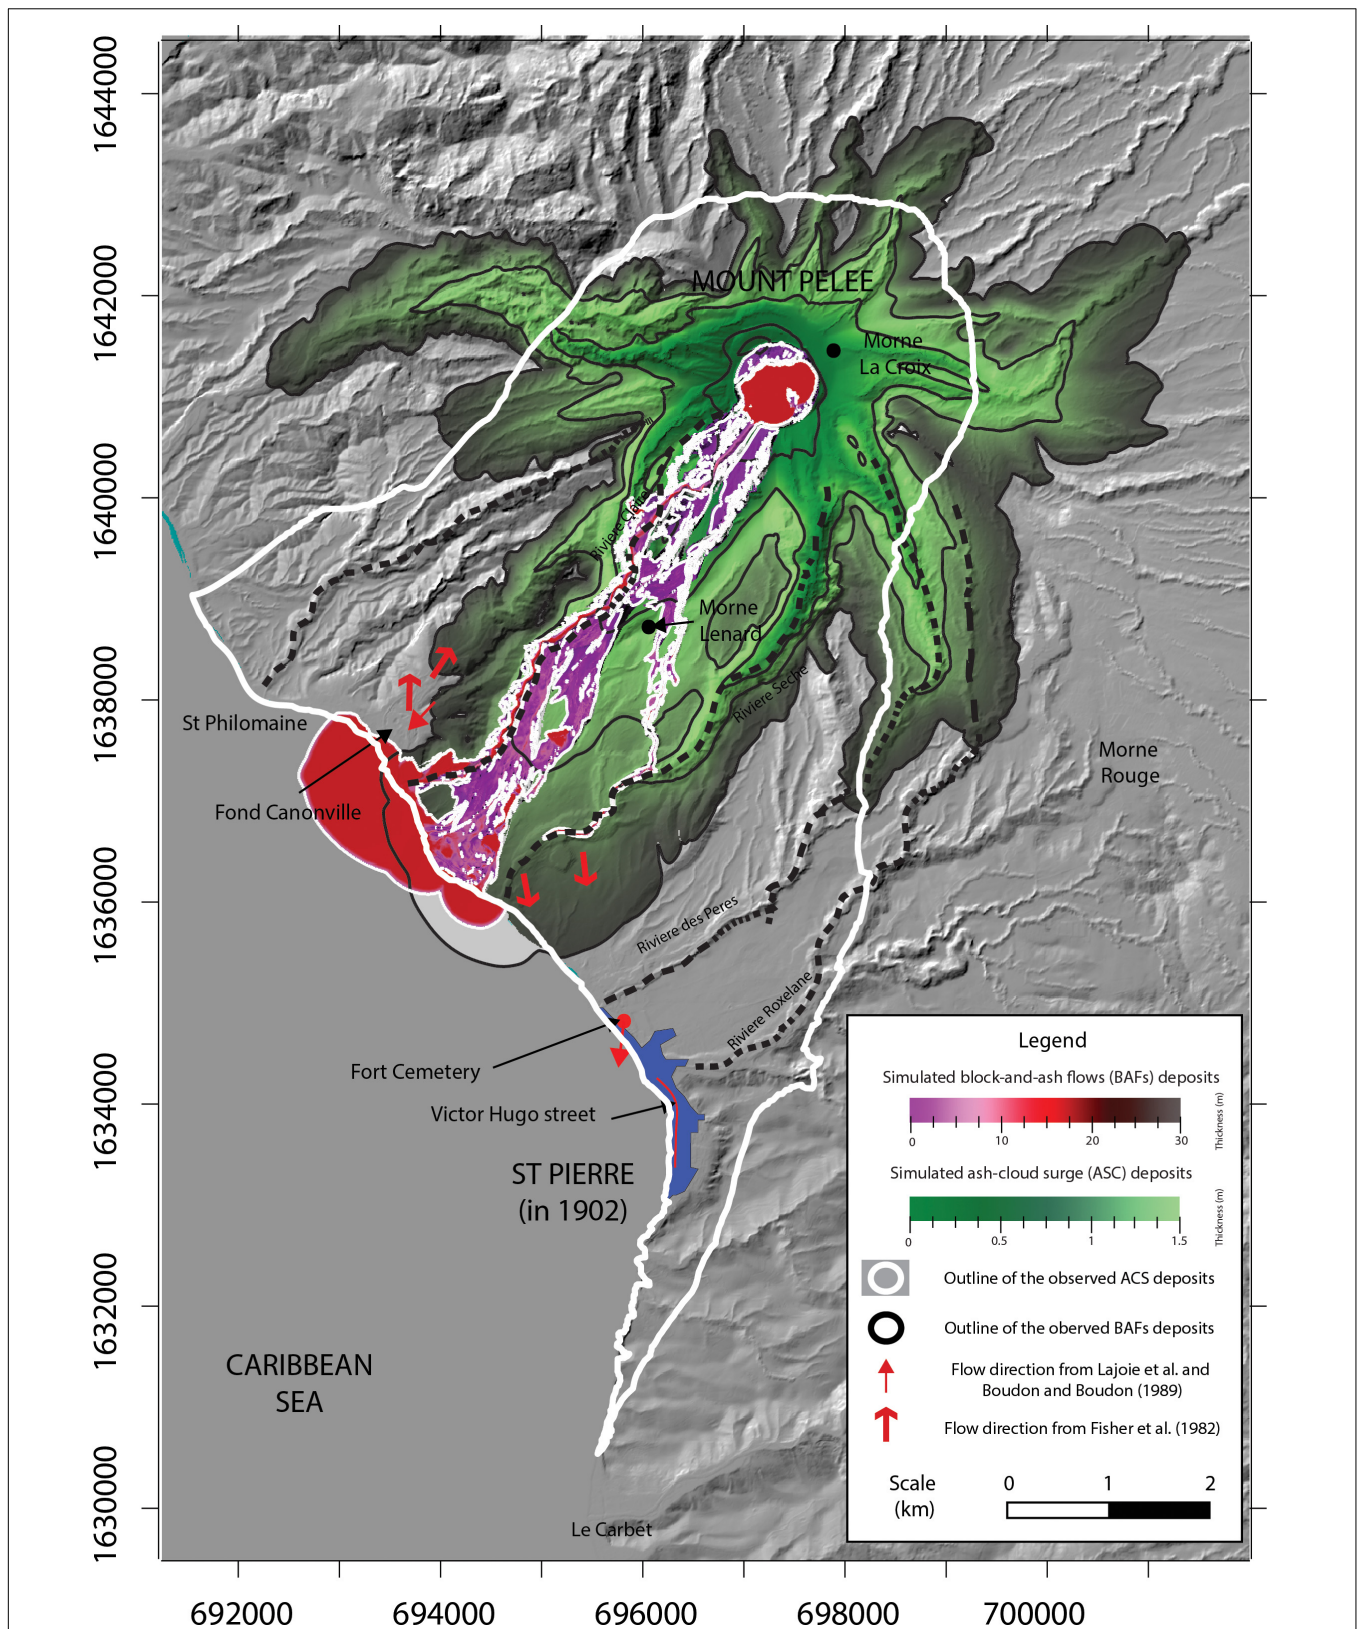 1644000
1642000
1640000
1638000
1636000
1634000
1632000
1630000
692000
694000
696000
698000
700000
MOUNT PELEE
Morne
La Croix
Riviere Claire
Morne
Lenard
Riviere Seche
St Philomaine
Fond Canonville
Morne
Rouge
Riviere des Peres
Riviere Roxelane
Fort Cemetery
Victor Hugo street
ST PIERRE
(in 1902)
CARIBBEAN
SEA
Le Carbet
Legend
Simulated block-and-ash flows (BAFs) deposits
0 10 20 30
Thickness (m)
Simulated ash-cloud surge (ASC) deposits
0 0.5 1 1.5
Thickness (m)
Outline of the observed ACS deposits
Outline of the oberved BAFs deposits
Flow direction from Lajoie et al. and
Boudon and Boudon (1989)
Flow direction from Fisher et al. (1982)
Scale
(km)
0 1 2